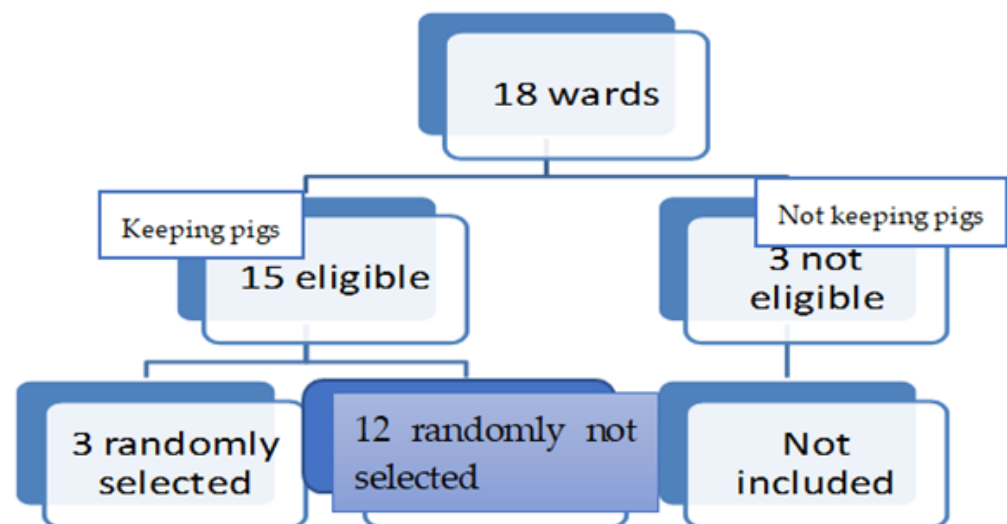 18 wards
Keeping pigs
Not keeping pigs
15 eligible
3 not
eligible
3 randomly
selected
12 randomly not
selected
Not
included